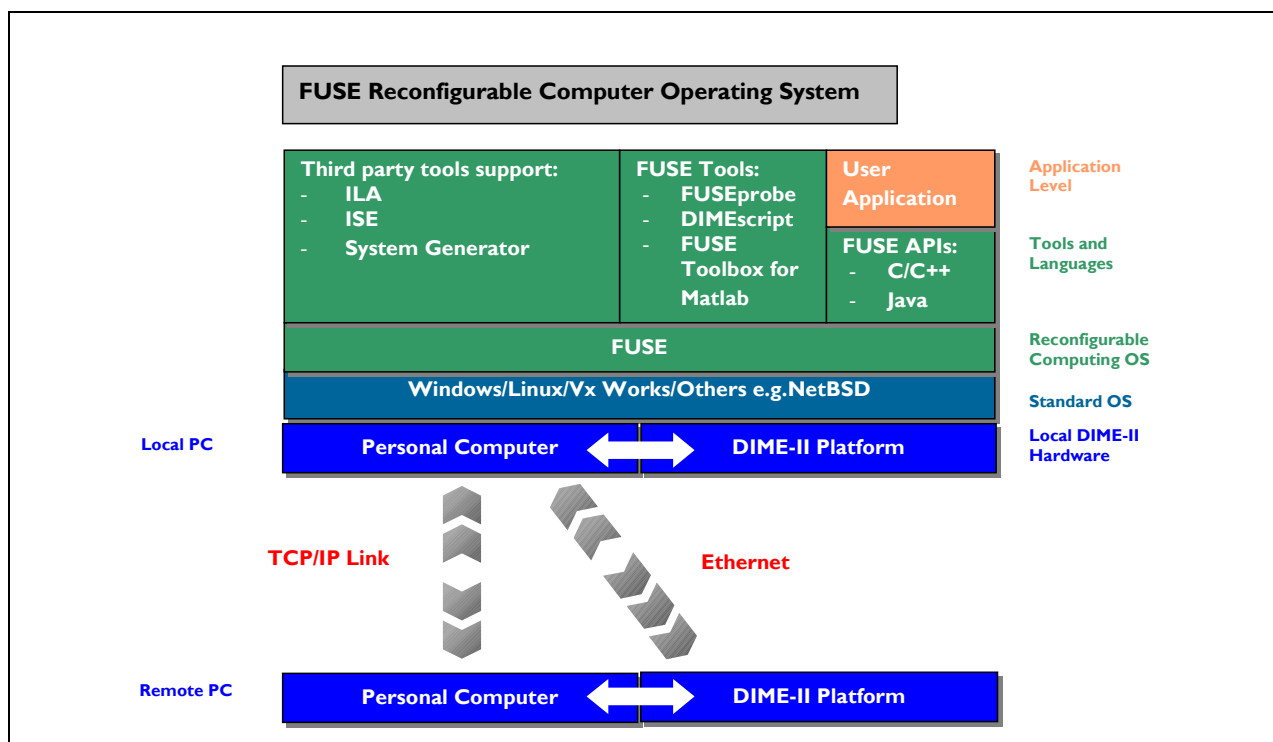 FUSE Reconfigurable Computer Operating System
Third party tools support:
- ILA
- ISE
- System Generator
FUSE Tools:
- FUSEprobe
- DIMEscript
- FUSE
Toolbox for
Matlab
User
Application
FUSE APIs:
- C/C++
- Java
Application
Level
Tools and
Languages
FUSE
Reconfigurable
Computing OS
Windows/Linux/Vx Works/Others e.g.NetBSD
Standard OS
Local PC
Personal Computer
DIME-II Platform
Local DIME-II
Hardware
TCP/IP Link
Ethernet
Remote PC
Personal Computer
DIME-II Platform